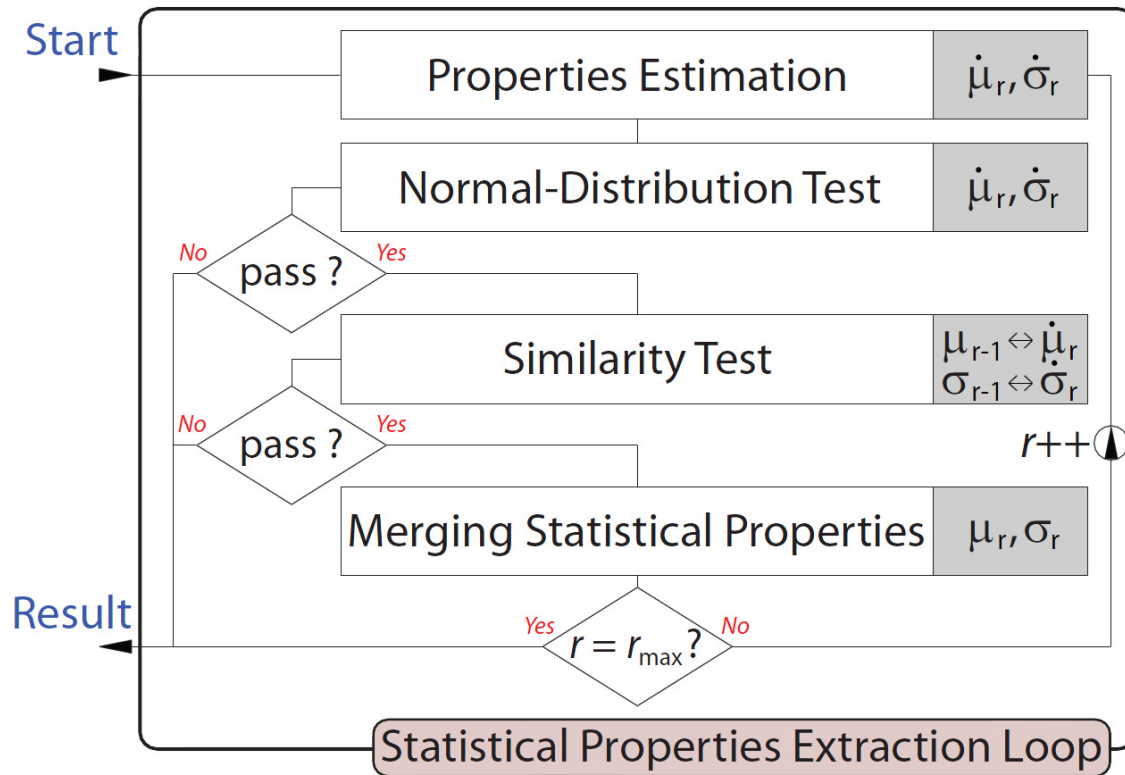 Start
Properties Estimation
μ̇r, σ̇r
Normal-Distribution Test
μ̇r, σ̇r
No
pass ?
Yes
Similarity Test
μr-1 ⇔ μ̇r
σr-1 ⇔ σ̇r
No
pass ?
Yes
r++
Merging Statistical Properties
μr, σr
Result
Yes
r = rmax?
No
Statistical Properties Extraction Loop